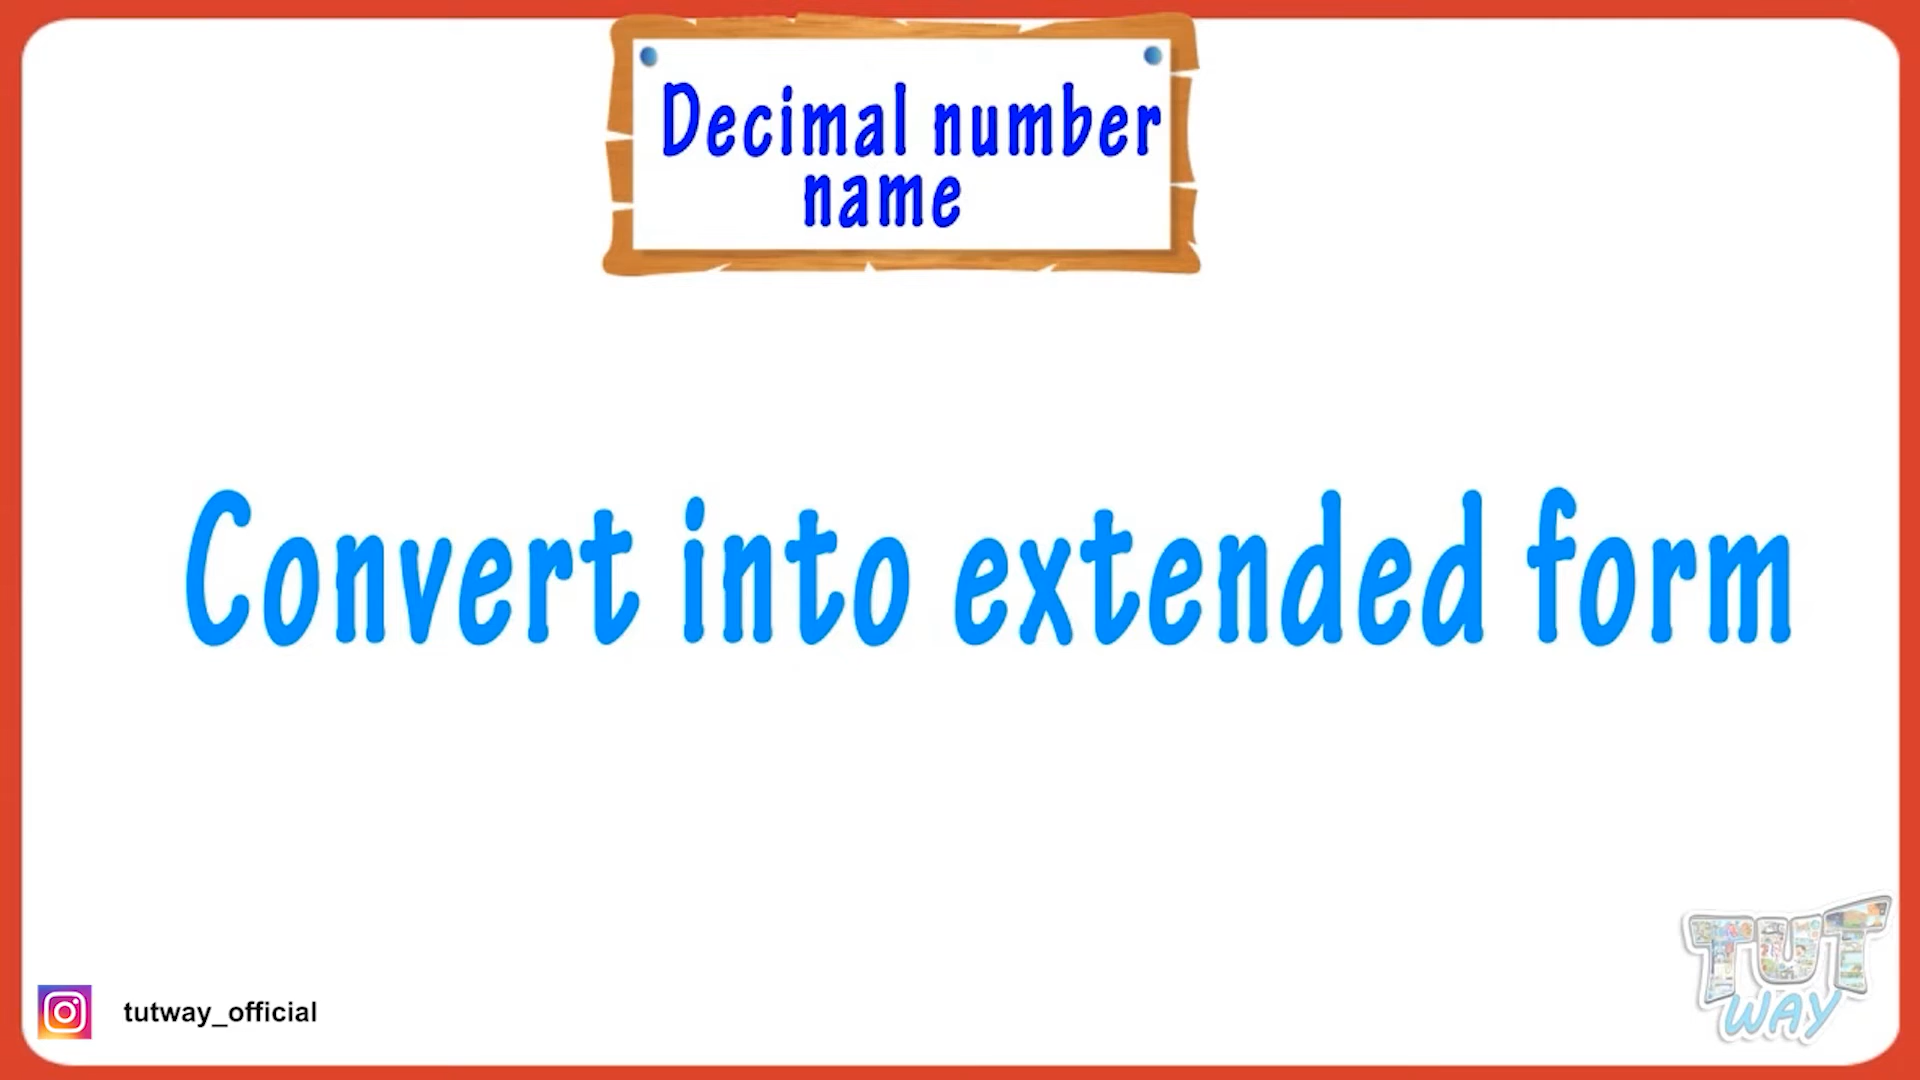 Decimal number
name
Convert into extended form
tutway_official
TUT
WAY